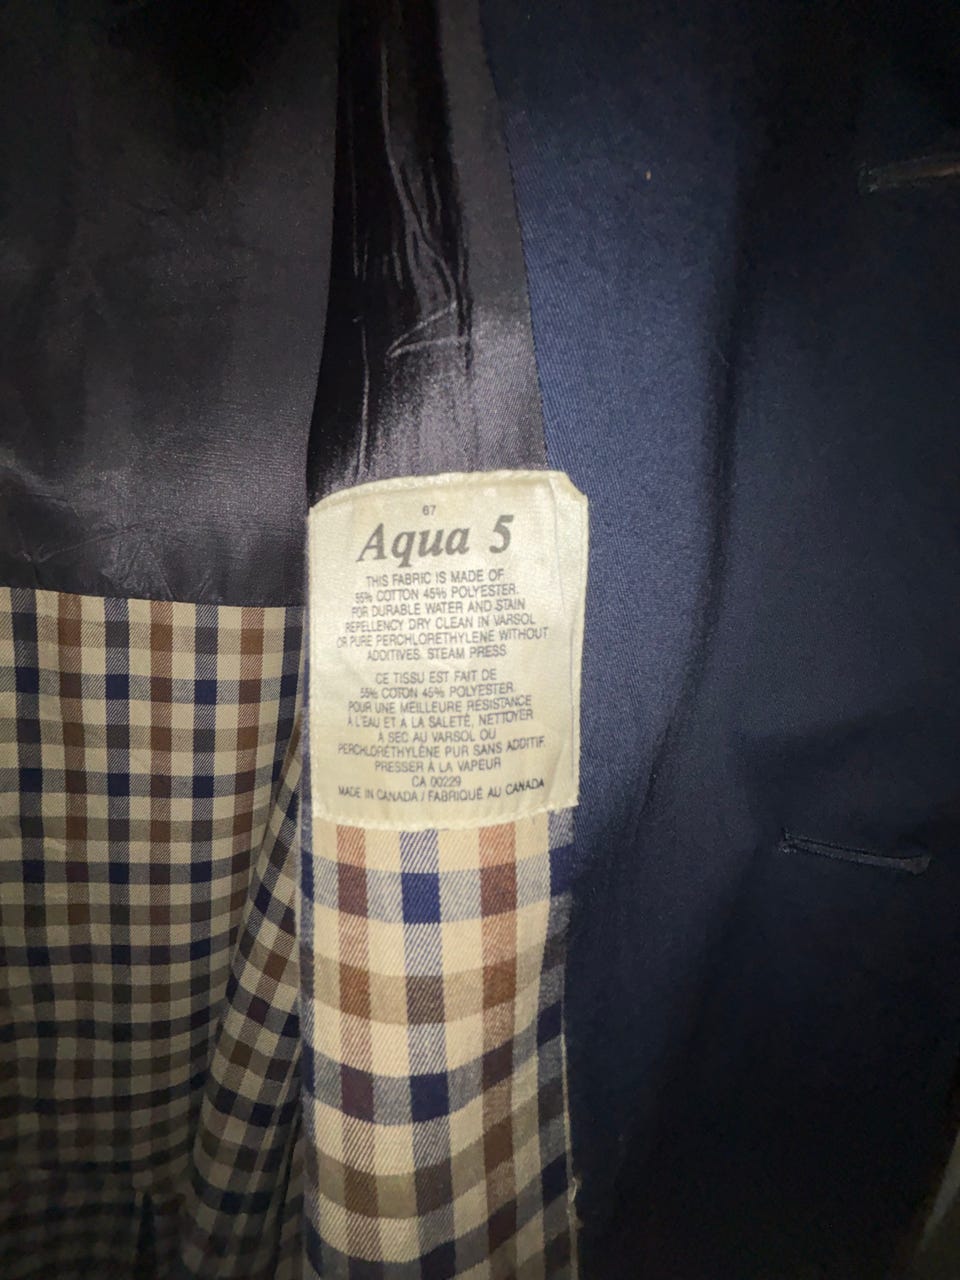 67
Aqua 5
THIS FABRIC IS MADE OF
55% COTTON 45% POLYESTER.
FOR DURABLE WATER AND STAIN
REPELLENCY DRY CLEAN IN VARSOL
OR PURE PERCHLORETHYLENE WITHOUT
ADDITIVES. STEAM PRESS
CE TISSU EST FAIT DE
55% COTON 45% POLYESTER.
POUR UNE MEILLEURE RÉSISTANCE
À L'EAU ET A LA SALETÉ, NETTOYER
A SEC AU VARSOL OU
PERCHLORÉTHYLÈNE PUR SANS ADDITIF.
PRESSER À LA VAPEUR
CA 00229
MADE IN CANADA / FABRIQUÉ AU CANADA